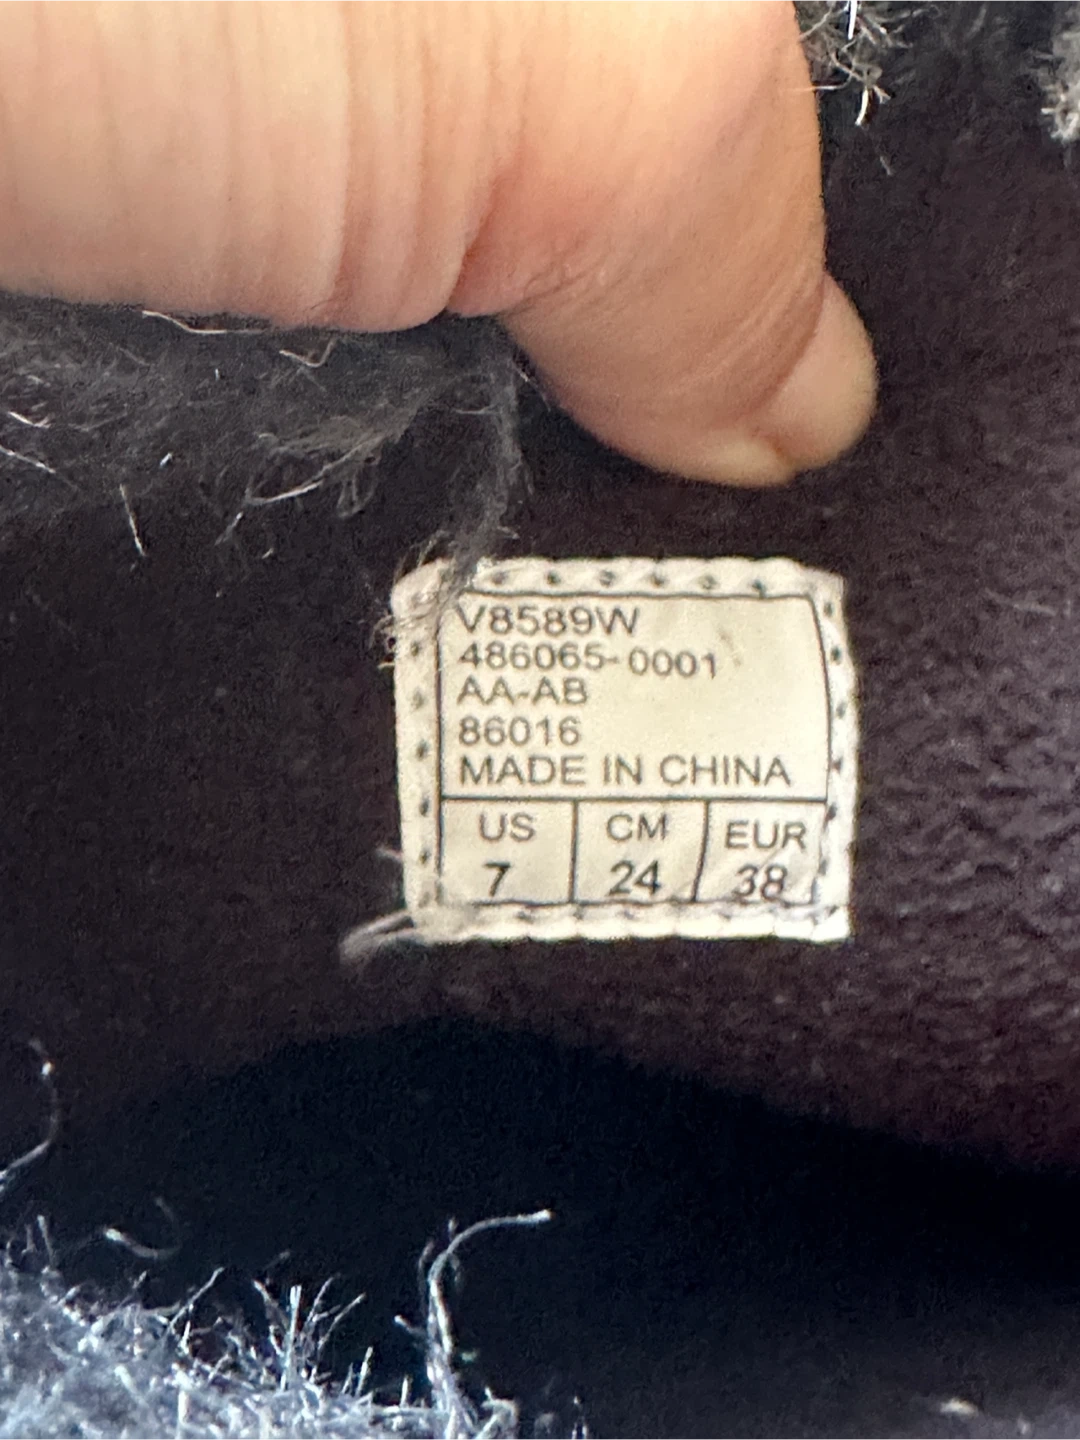 V8589W
486065-0001
AA-AB
86016
MADE IN CHINA
US CM EUR
7 24 38